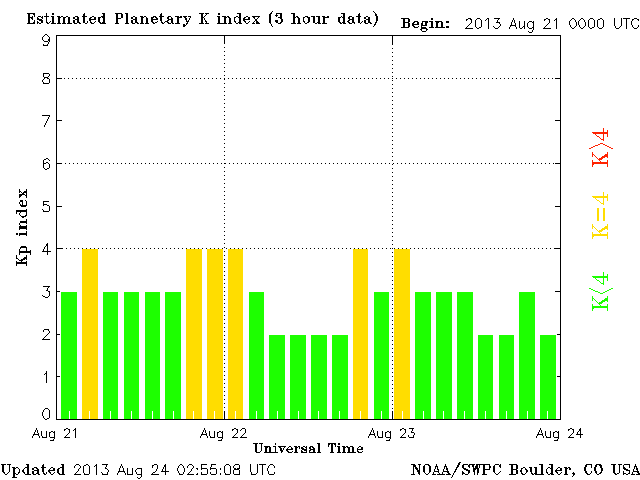 Estimated Planetary K index (3 hour data) Begin: 2013 Aug 21 0000 UTC
9
8
7
6
5
4
3
2
1
0
Kp index
K>4
K=4
K<4
Aug 21 Aug 22 Aug 23 Aug 24
Universal Time
Updated 2013 Aug 24 02:55:08 UTC NOAA/SWPC Boulder, CO USA